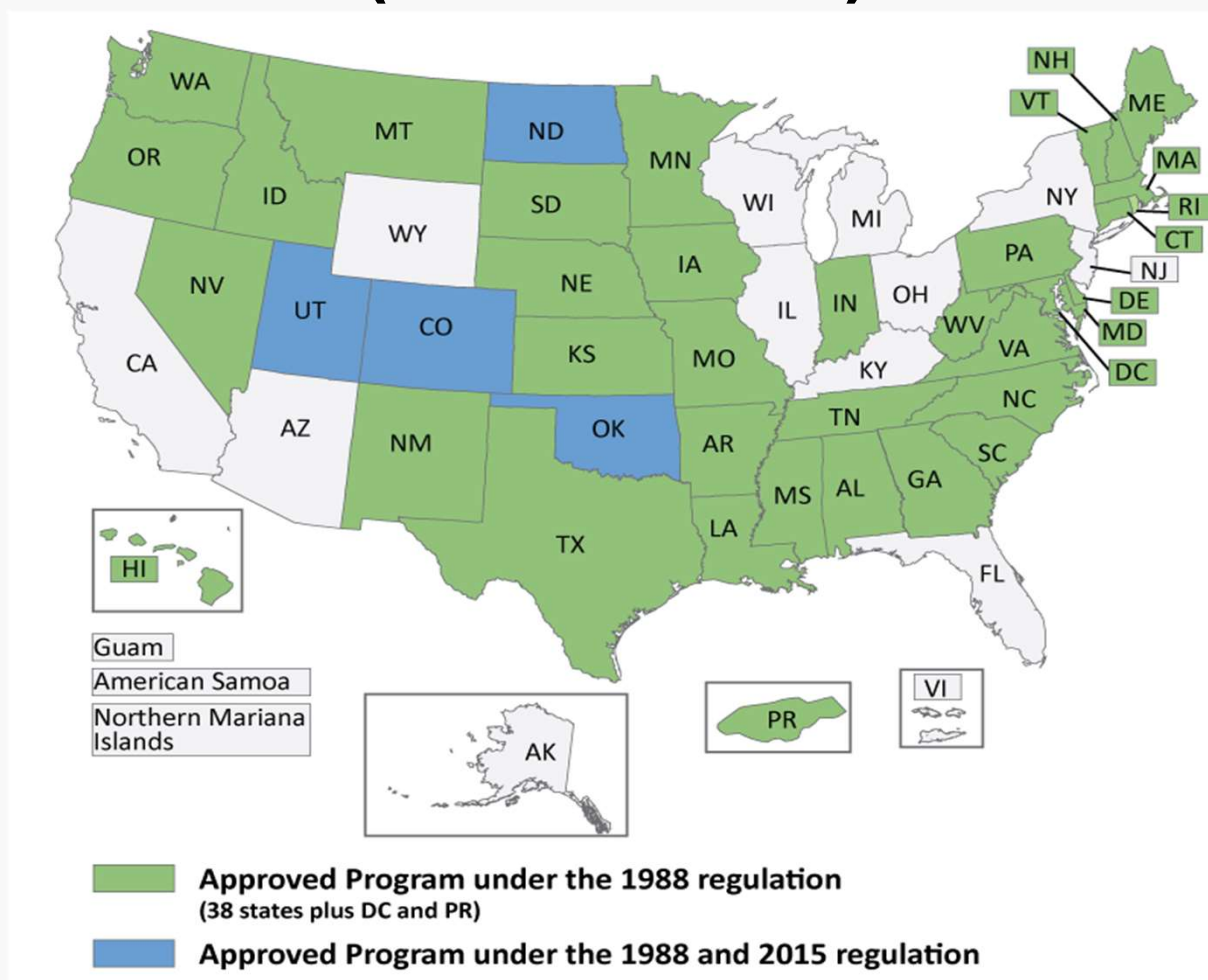 NH
WA
VT
ME
MT
ND
OR
MN
MA
ID
SD
WI
NY
RI
MI
WY
CT
PA
IA
NJ
NE
NV
OH
DE
IL
IN
UT
WV
CO
MD
VA
KS
MO
CA
KY
DC
NC
TN
AZ
OK
NM
AR
SC
GA
MS
AL
LA
TX
HI
FL
Guam
American Samoa
VI
Northern Mariana
Islands
PR
AK
Approved Program under the 1988 regulation
(38 states plus DC and PR)
Approved Program under the 1988 and 2015 regulation